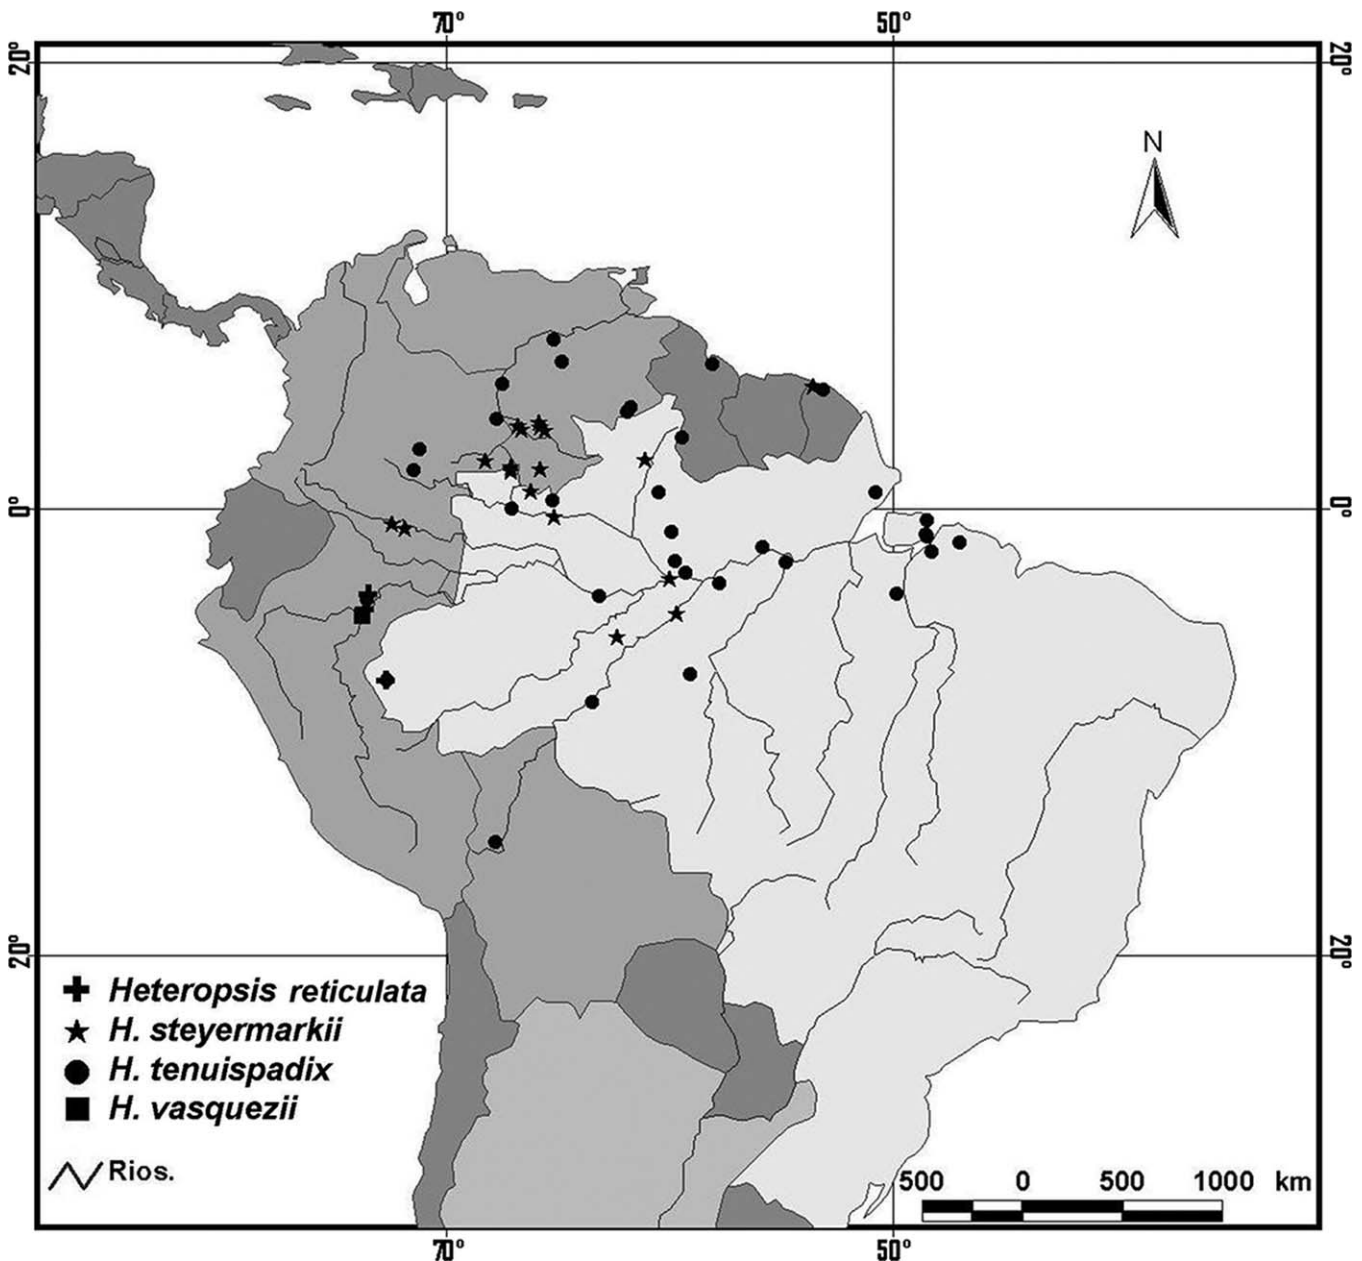 70° 50°
20° 20°
N
0° 0°
20° 20°
Heteropsis reticulata
H. steyermarkii
H. tenuispadix
H. vasquezii
Rios.
500 0 500 1000 km
70° 50°